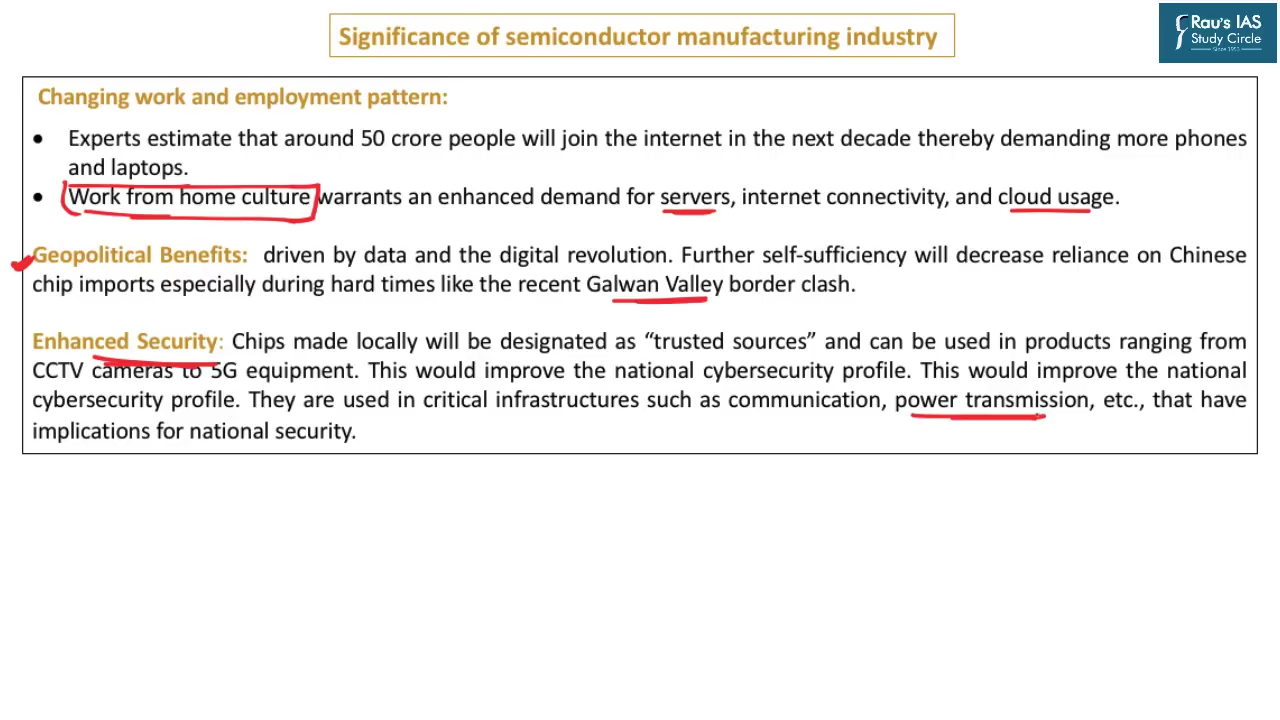 Significance of semiconductor manufacturing industry
Rau's IAS
Study Circle
Since 1953
Changing work and employment pattern:
• Experts estimate that around 50 crore people will join the internet in the next decade thereby demanding more phones
and laptops.
• Work from home culture warrants an enhanced demand for servers, internet connectivity, and cloud usage.
Geopolitical Benefits: driven by data and the digital revolution. Further self-sufficiency will decrease reliance on Chinese
chip imports especially during hard times like the recent Galwan Valley border clash.
Enhanced Security: Chips made locally will be designated as “trusted sources” and can be used in products ranging from
CCTV cameras to 5G equipment. This would improve the national cybersecurity profile. This would improve the national
cybersecurity profile. They are used in critical infrastructures such as communication, power transmission, etc., that have
implications for national security.